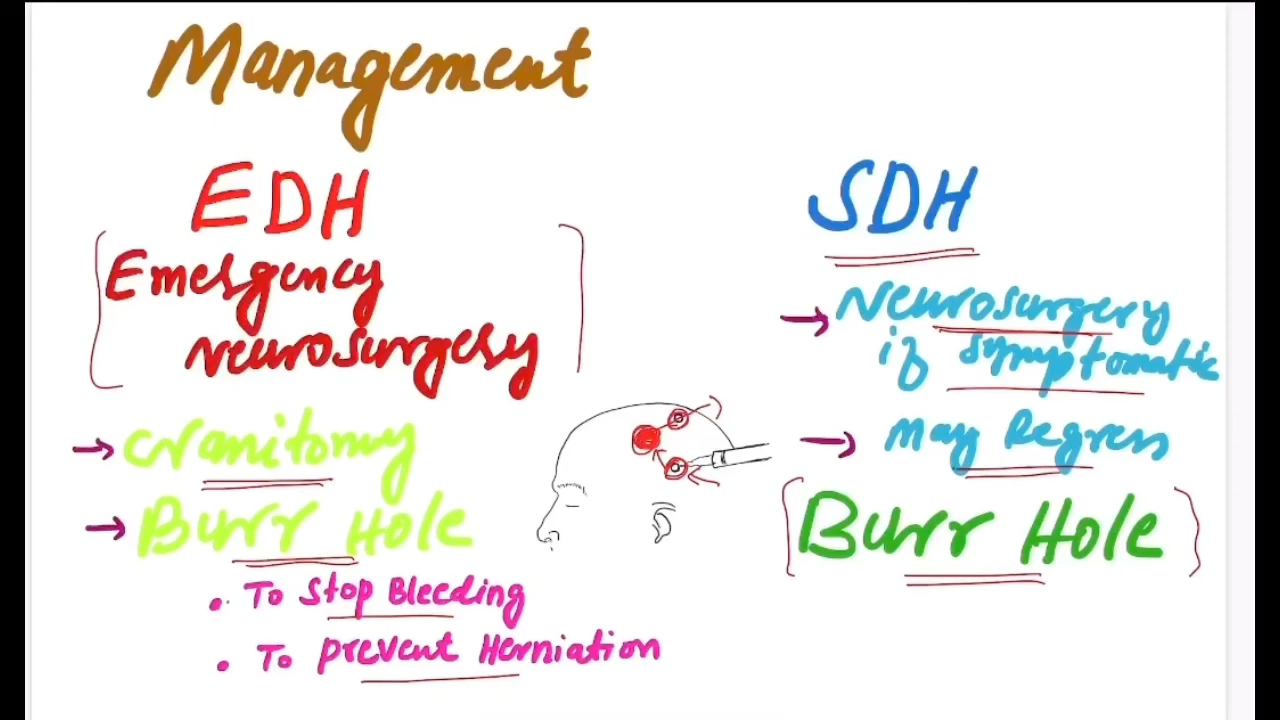 Management
EDH
Emergency
neurosurgery
→ Cranitomy
→ Burr Hole
• To Stop Bleeding
• To prevent Herniation
SDH
→ Neurosurgery
if symptomatic
→ may Regress
Burr Hole